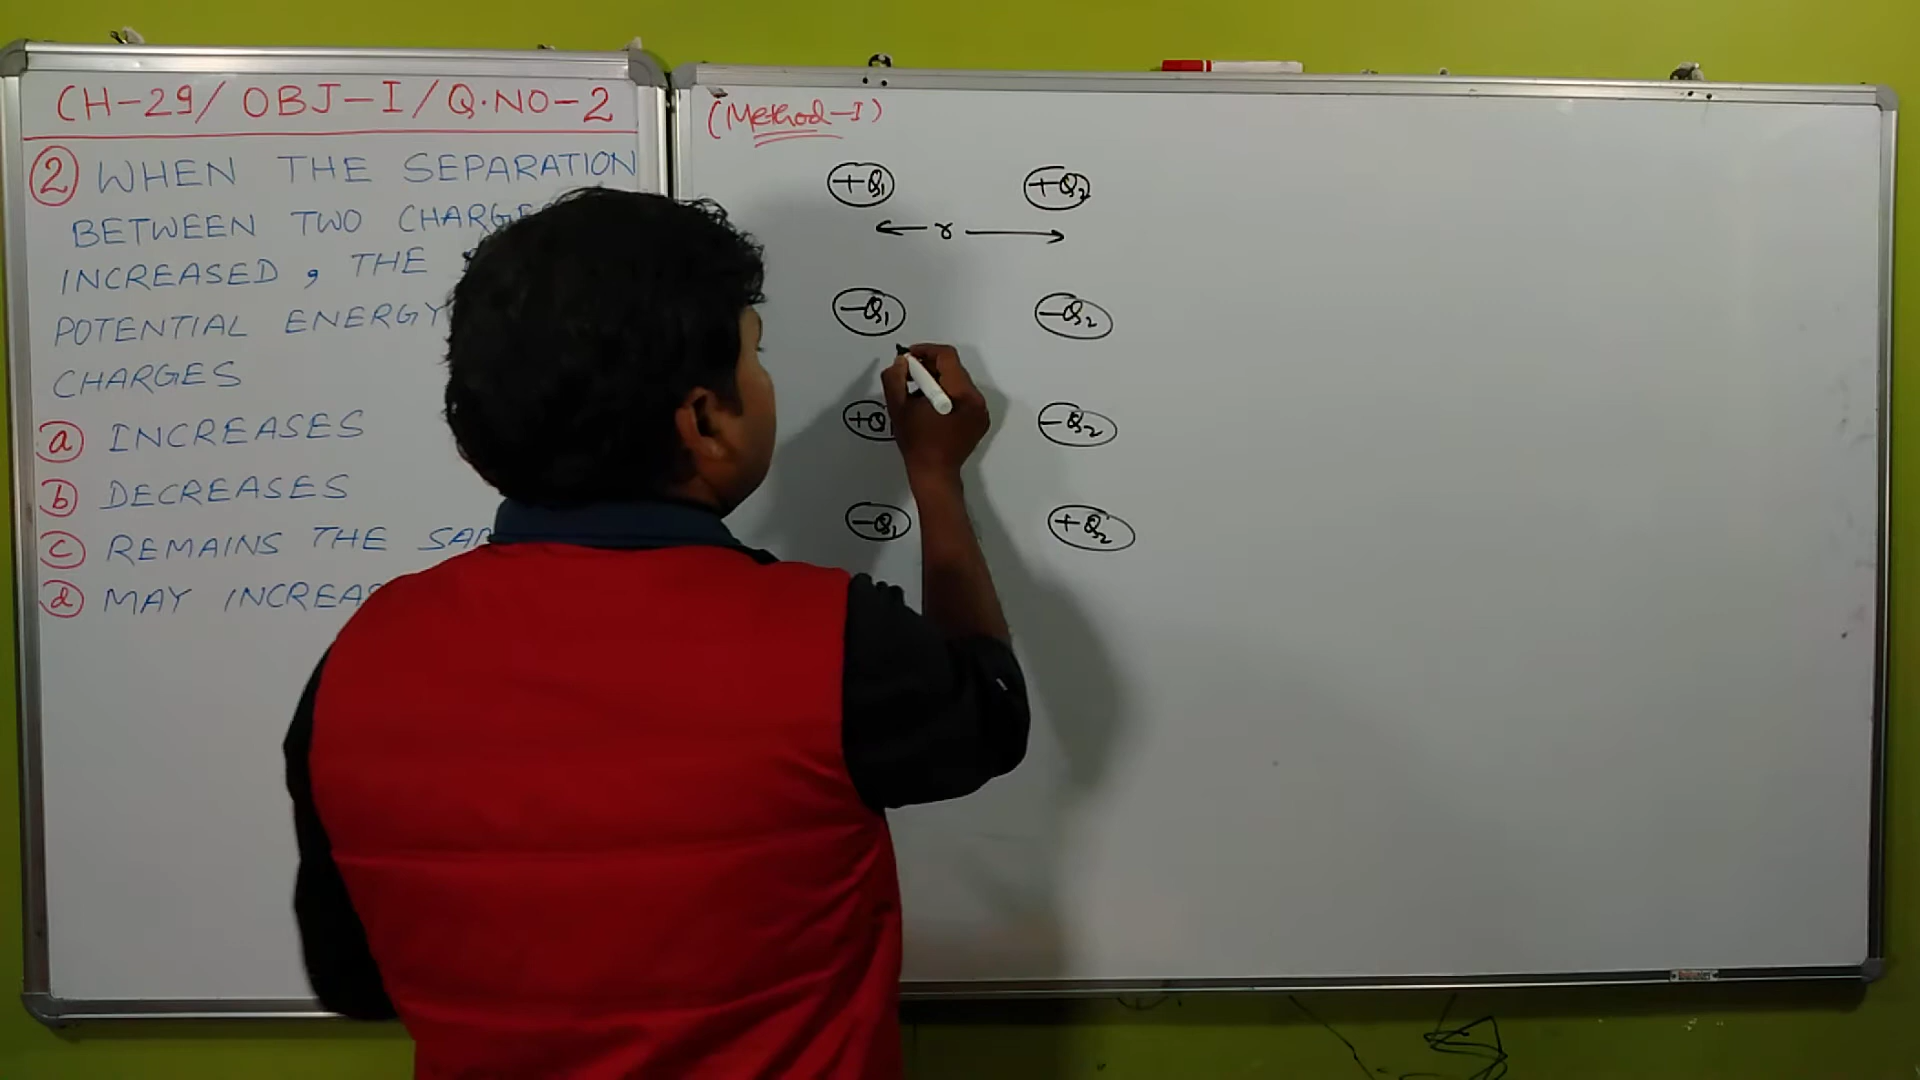 CH-29/ OBJ-I/Q.NO-2
② WHEN THE SEPARATION
BETWEEN TWO
INCREASED, THE
POTENTIAL ENERGY
CHARGES
ⓐ INCREASES
ⓑ DECREASES
ⓒ REMAINS THE
ⓓ MAY
(Method-I)
+Q₁ +Q₂
r
-Q₁ -Q₂
-Q₂
-Q₁ +Q₂